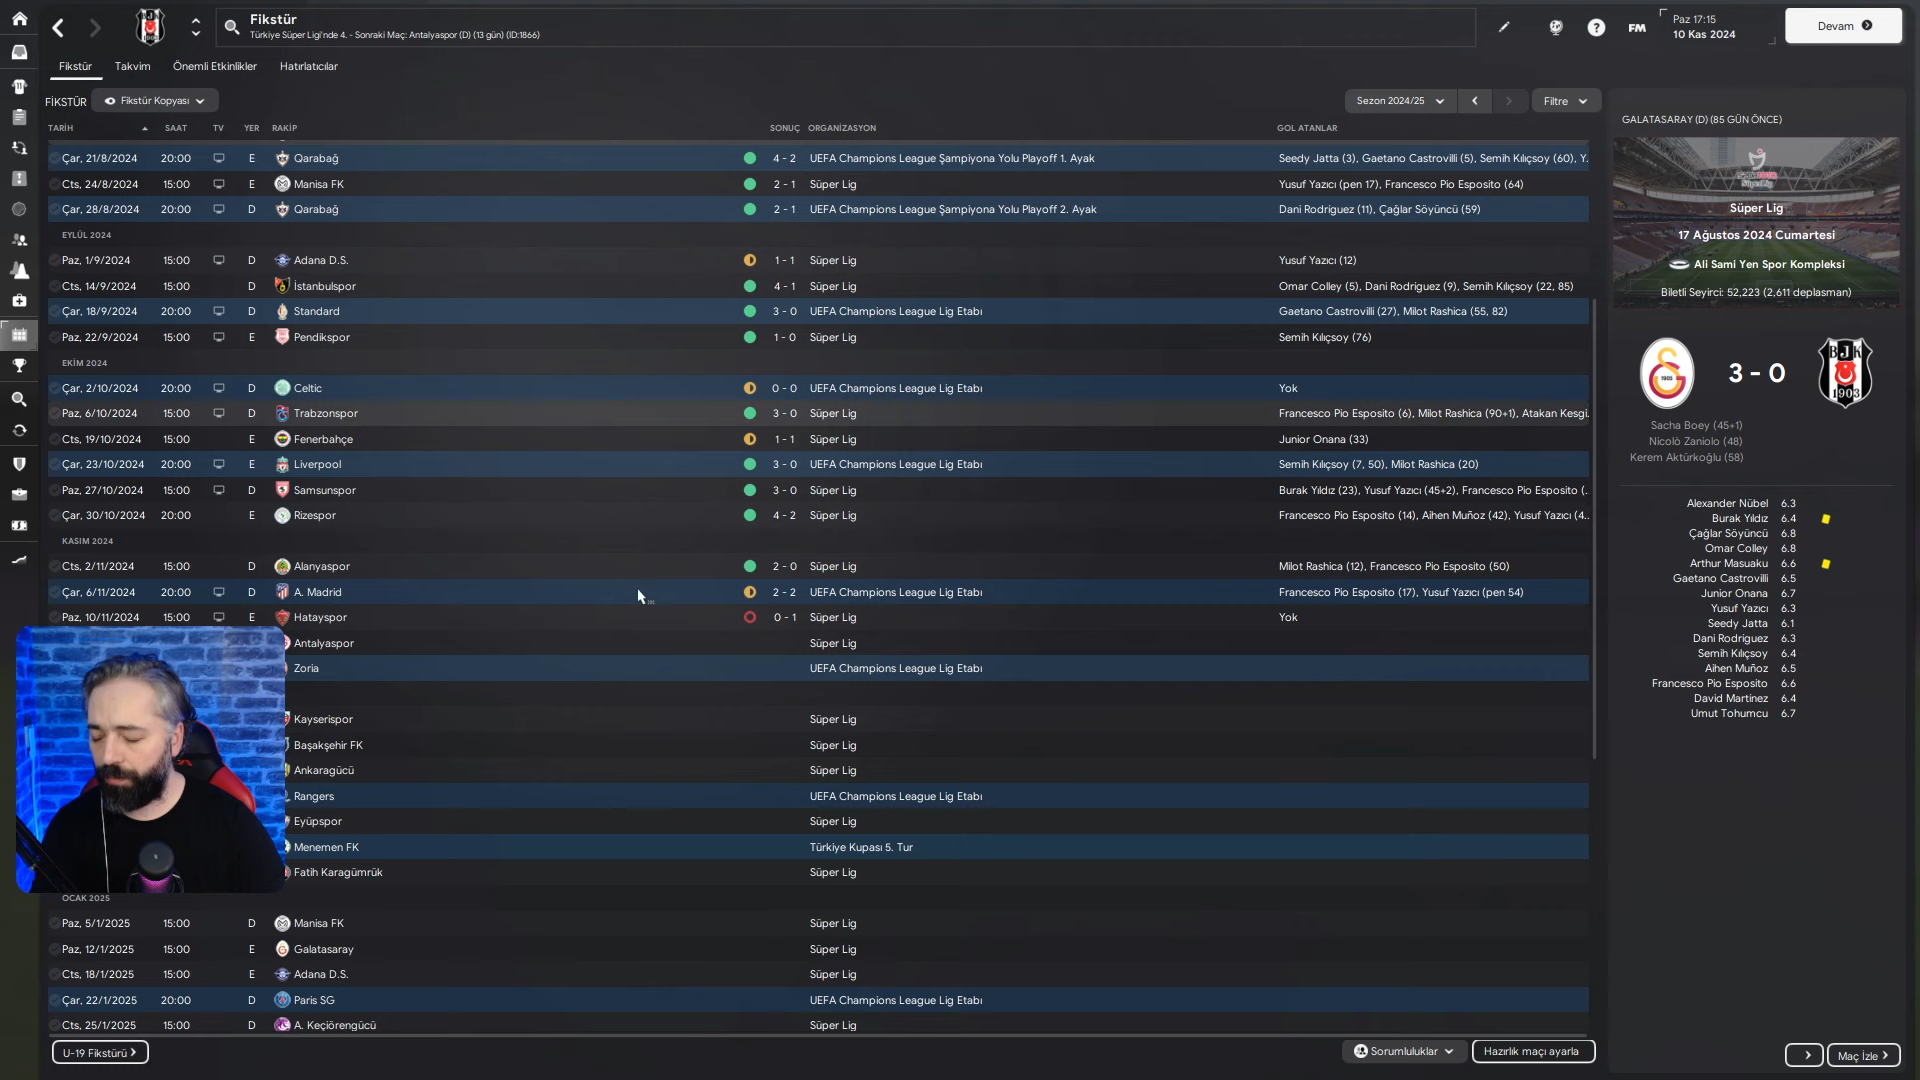 Fikstür
Türkiye Süper Ligi'nde 4. - Sonraki Maç: Antalyaspor (D) (13 gün) (ID:1866)
FM
Paz 17:15
10 Kas 2024
Devam
Fikstür Takvim Önemli Etkinlikler Hatırlatıcılar
FİKSTÜR Fikstür Kopyası
Sezon 2024/25
Filtre
TARİH SAAT TV YER RAKİP SONUÇ ORGANİZASYON GOL ATANLAR
Çar, 21/8/2024 20:00 E Qarabağ 4 - 2 UEFA Champions League Şampiyona Yolu Playoff 1. Ayak Seedy Jatta (3), Gaetano Castrovilli (5), Semih Kılıçsoy (60), Y..
Cts, 24/8/2024 15:00 E Manisa FK 2 - 1 Süper Lig Yusuf Yazıcı (pen 17), Francesco Pio Esposito (64)
Çar, 28/8/2024 20:00 D Qarabağ 2 - 1 UEFA Champions League Şampiyona Yolu Playoff 2. Ayak Dani Rodríguez (11), Çağlar Söyüncü (59)
EYLÜL 2024
Paz, 1/9/2024 15:00 D Adana D.S. 1 - 1 Süper Lig Yusuf Yazıcı (12)
Cts, 14/9/2024 15:00 D İstanbulspor 4 - 1 Süper Lig Omar Colley (5), Dani Rodríguez (9), Semih Kılıçsoy (22, 85)
Çar, 18/9/2024 20:00 D Standard 3 - 0 UEFA Champions League Lig Etabı Gaetano Castrovilli (27), Milot Rashica (55, 82)
Paz, 22/9/2024 15:00 E Pendikspor 1 - 0 Süper Lig Semih Kılıçsoy (76)
EKİM 2024
Çar, 2/10/2024 20:00 D Celtic 0 - 0 UEFA Champions League Lig Etabı Yok
Paz, 6/10/2024 15:00 D Trabzonspor 3 - 0 Süper Lig Francesco Pio Esposito (6), Milot Rashica (90+1), Atakan Kesgi..
Cts, 19/10/2024 15:00 E Fenerbahçe 1 - 1 Süper Lig Junior Onana (33)
Çar, 23/10/2024 20:00 E Liverpool 3 - 0 UEFA Champions League Lig Etabı Semih Kılıçsoy (7, 50), Milot Rashica (20)
Paz, 27/10/2024 15:00 D Samsunspor 3 - 0 Süper Lig Burak Yıldız (23), Yusuf Yazıcı (45+2), Francesco Pio Esposito (..
Çar, 30/10/2024 20:00 E Rizespor 4 - 2 Süper Lig Francesco Pio Esposito (14), Aihen Muñoz (42), Yusuf Yazıcı (4..
KASIM 2024
Cts, 2/11/2024 15:00 D Alanyaspor 2 - 0 Süper Lig Milot Rashica (12), Francesco Pio Esposito (50)
Çar, 6/11/2024 20:00 D A. Madrid 2 - 2 UEFA Champions League Lig Etabı Francesco Pio Esposito (17), Yusuf Yazıcı (pen 54)
Paz, 10/11/2024 15:00 E Hatayspor 0 - 1 Süper Lig Yok
Antalyaspor Süper Lig
Zoria UEFA Champions League Lig Etabı
Kayserispor Süper Lig
Başakşehir FK Süper Lig
Ankaragücü Süper Lig
Rangers UEFA Champions League Lig Etabı
Eyüpspor Süper Lig
Menemen FK Türkiye Kupası 5. Tur
Fatih Karagümrük Süper Lig
OCAK 2025
Paz, 5/1/2025 15:00 D Manisa FK Süper Lig
Paz, 12/1/2025 15:00 E Galatasaray Süper Lig
Cts, 18/1/2025 15:00 E Adana D.S. Süper Lig
Çar, 22/1/2025 20:00 D Paris SG UEFA Champions League Lig Etabı
Cts, 25/1/2025 15:00 D A. Keçiörengücü Süper Lig
U-19 Fikstürü
Sorumluluklar
Hazırlık maçı ayarla
GALATASARAY (D) (85 GÜN ÖNCE)
Süper Lig
17 Ağustos 2024 Cumartesi
Ali Sami Yen Spor Kompleksi
Biletli Seyirci: 52,223 (2,611 deplasman)
3 - 0
BJK
1903
Sacha Boey (45+1)
Nicolò Zaniolo (48)
Kerem Aktürkoğlu (58)
Alexander Nübel 6.3
Burak Yıldız 6.4
Çağlar Söyüncü 6.8
Omar Colley 6.8
Arthur Masuaku 6.6
Gaetano Castrovilli 6.5
Junior Onana 6.7
Yusuf Yazıcı 6.3
Seedy Jatta 6.1
Dani Rodríguez 6.3
Semih Kılıçsoy 6.4
Aihen Muñoz 6.5
Francesco Pio Esposito 6.6
David Martínez 6.4
Umut Tohumcu 6.7
Maç İzle